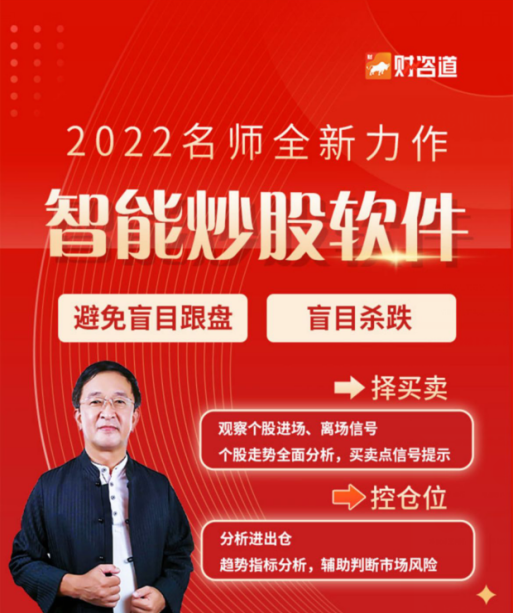 财咨道
2022名师全新力作
智能炒股软件
避免盲目跟盘
盲目杀跌
择买卖
观察个股进场、离场信号
个股走势全面分析，买卖点信号提示
控仓位
分析进出仓
趋势指标分析，辅助判断市场风险